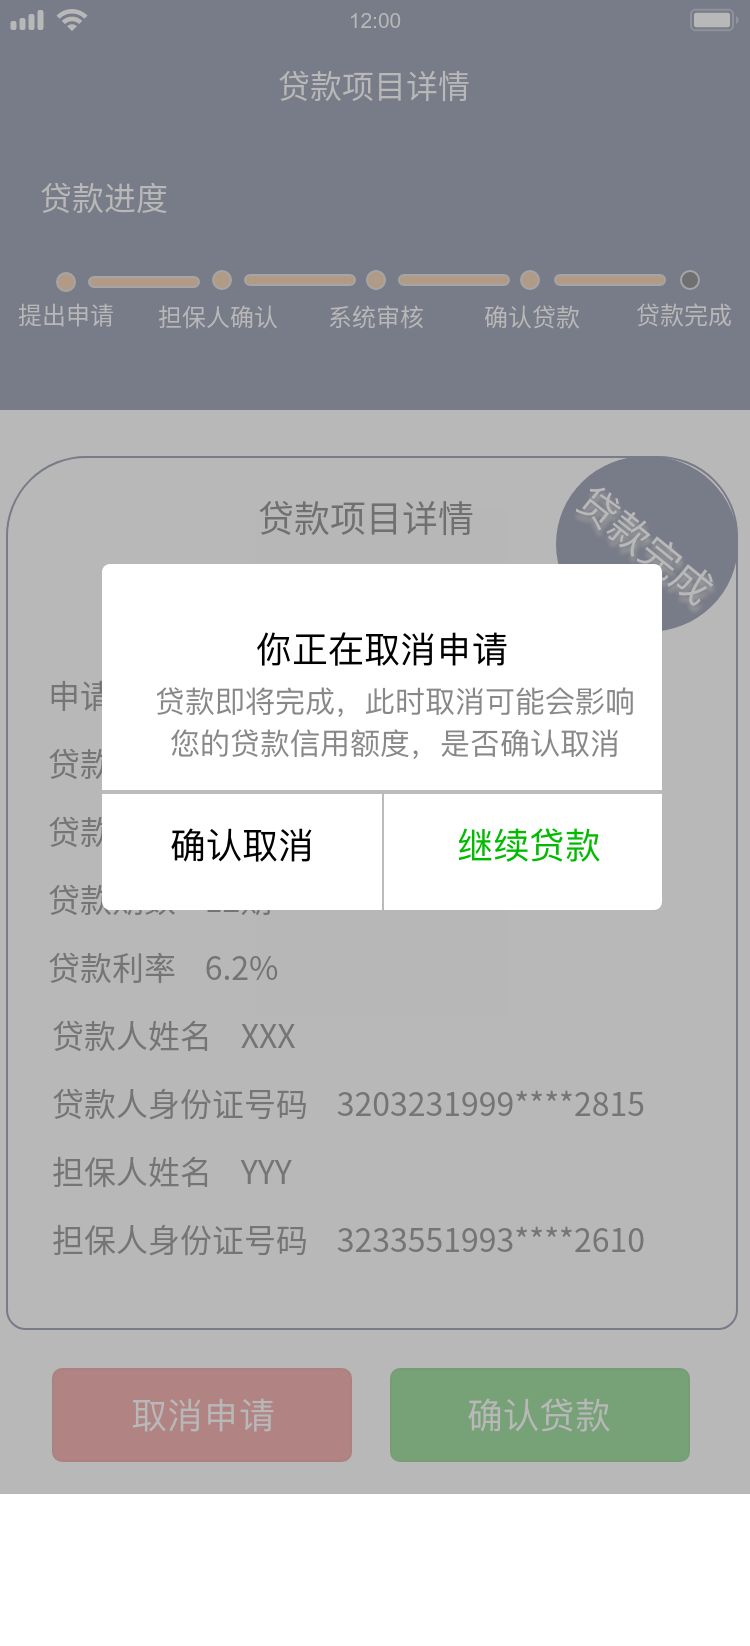 12:00
贷款项目详情
贷款进度
提出申请 担保人确认 系统审核 确认贷款 贷款完成
贷款项目详情
贷款完成
你正在取消申请
贷款即将完成，此时取消可能会影响
您的贷款信用额度，是否确认取消
确认取消 继续贷款
申请
贷款
贷款
贷款期数 12期
贷款利率 6.2%
贷款人姓名 XXX
贷款人身份证号码 3203231999****2815
担保人姓名 YYY
担保人身份证号码 3233551993****2610
取消申请 确认贷款